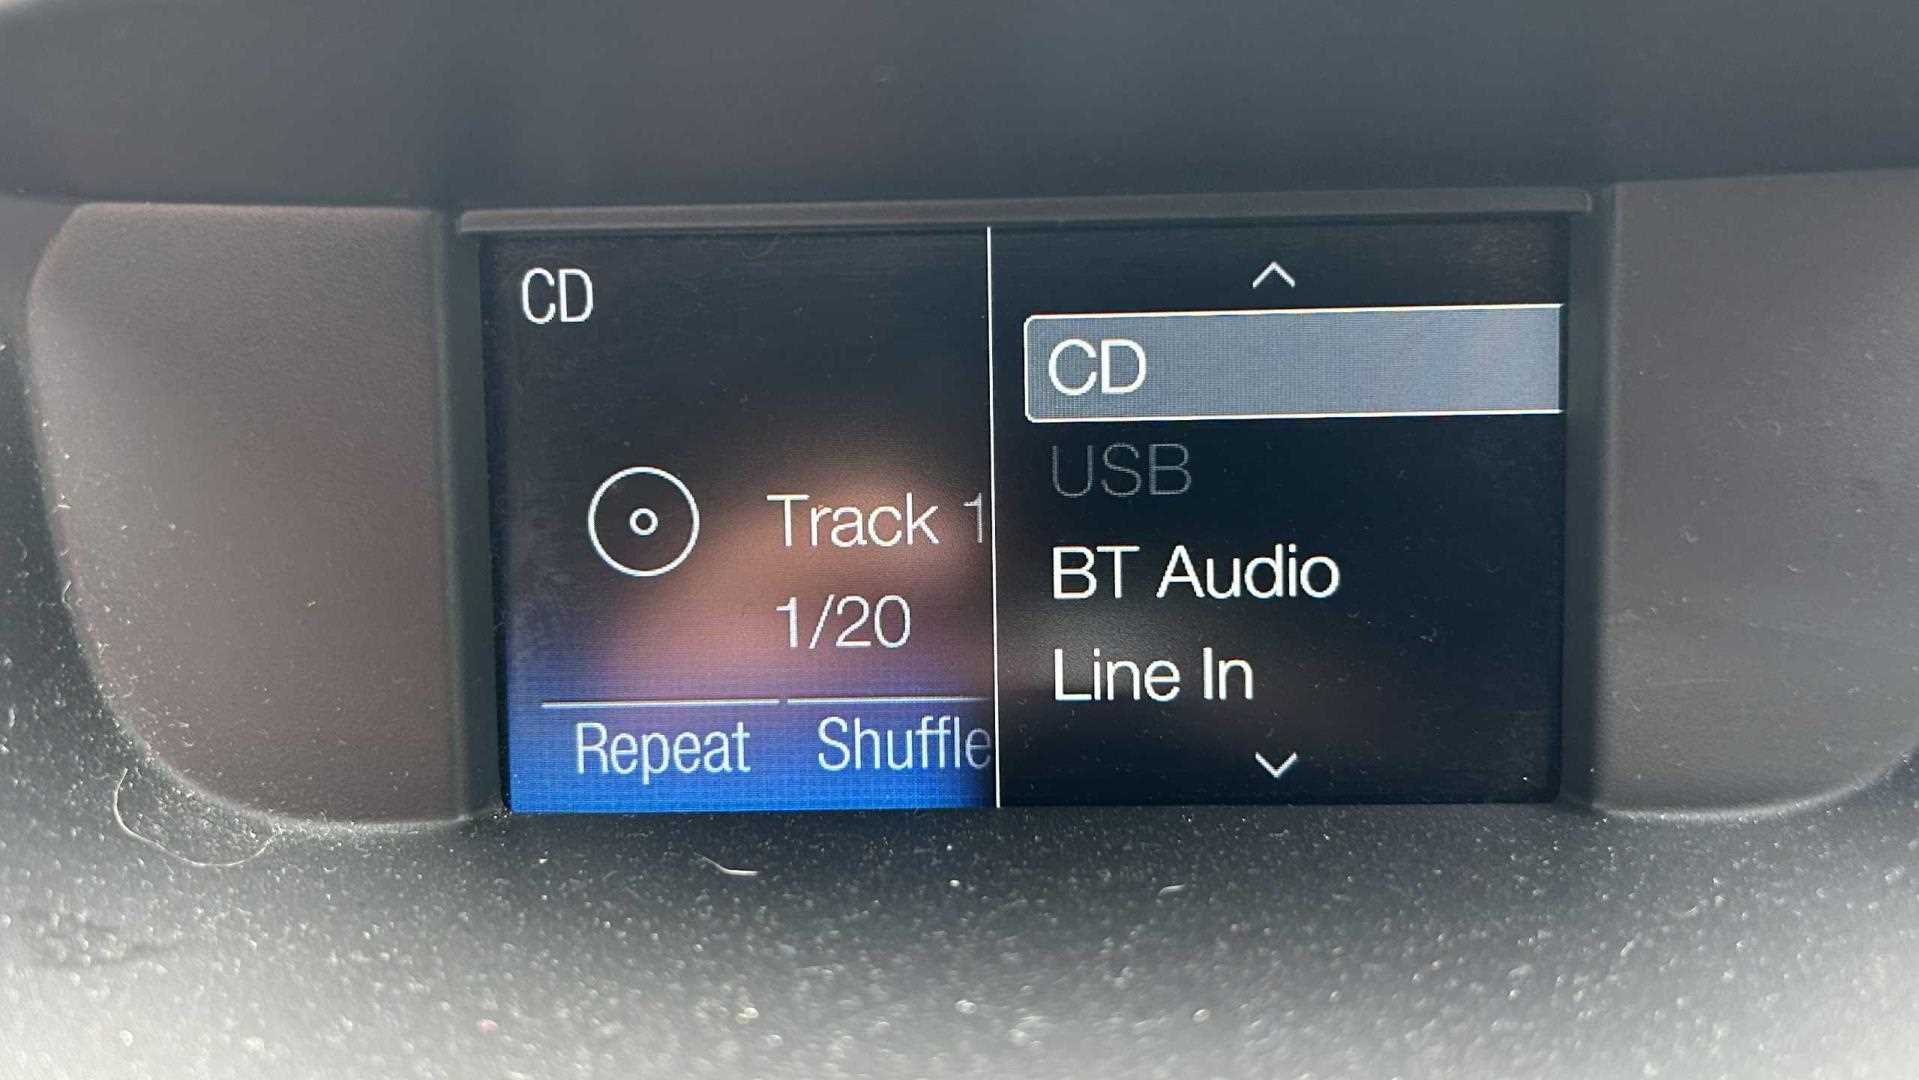 CD
Track 1
1/20
Repeat Shuffle
CD
USB
BT Audio
Line In